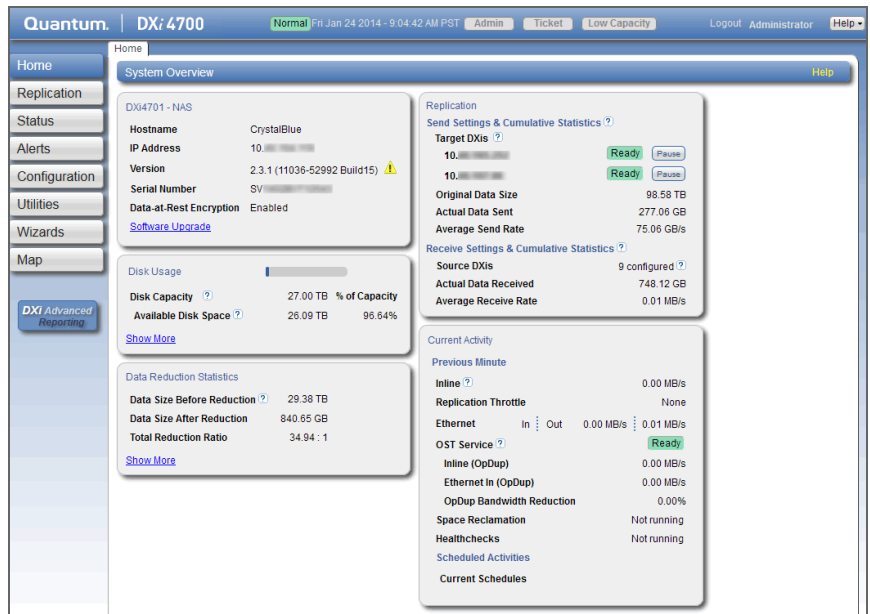 Quantum. DXi 4700 Normal Fri Jan 24 2014 - 9:04:42 AM PST Admin Ticket Low Capacity Logout Administrator Help
Home
Home
Replication
Status
Alerts
Configuration
Utilities
Wizards
Map
DXi Advanced
Reporting
System Overview Help
DXi4701 - NAS
Hostname CrystalBlue
IP Address 10.
Version 2.3.1 (11036-52992 Build15)
Serial Number SV
Data-at-Rest Encryption Enabled
Software Upgrade
Disk Usage
Disk Capacity ? 27.00 TB % of Capacity
Available Disk Space ? 26.09 TB 96.64%
Show More
Data Reduction Statistics
Data Size Before Reduction ? 29.38 TB
Data Size After Reduction 840.65 GB
Total Reduction Ratio 34.94 : 1
Show More
Replication
Send Settings & Cumulative Statistics ?
Target DXis ?
10. Ready Pause
10. Ready Pause
Original Data Size 98.58 TB
Actual Data Sent 277.06 GB
Average Send Rate 75.06 GB/s
Receive Settings & Cumulative Statistics ?
Source DXis 9 configured ?
Actual Data Received 748.12 GB
Average Receive Rate 0.01 MB/s
Current Activity
Previous Minute
Inline ? 0.00 MB/s
Replication Throttle None
Ethernet In Out 0.00 MB/s 0.01 MB/s
OST Service ? Ready
Inline (OpDup) 0.00 MB/s
Ethernet In (OpDup) 0.00 MB/s
OpDup Bandwidth Reduction 0.00%
Space Reclamation Not running
Healthchecks Not running
Scheduled Activities
Current Schedules